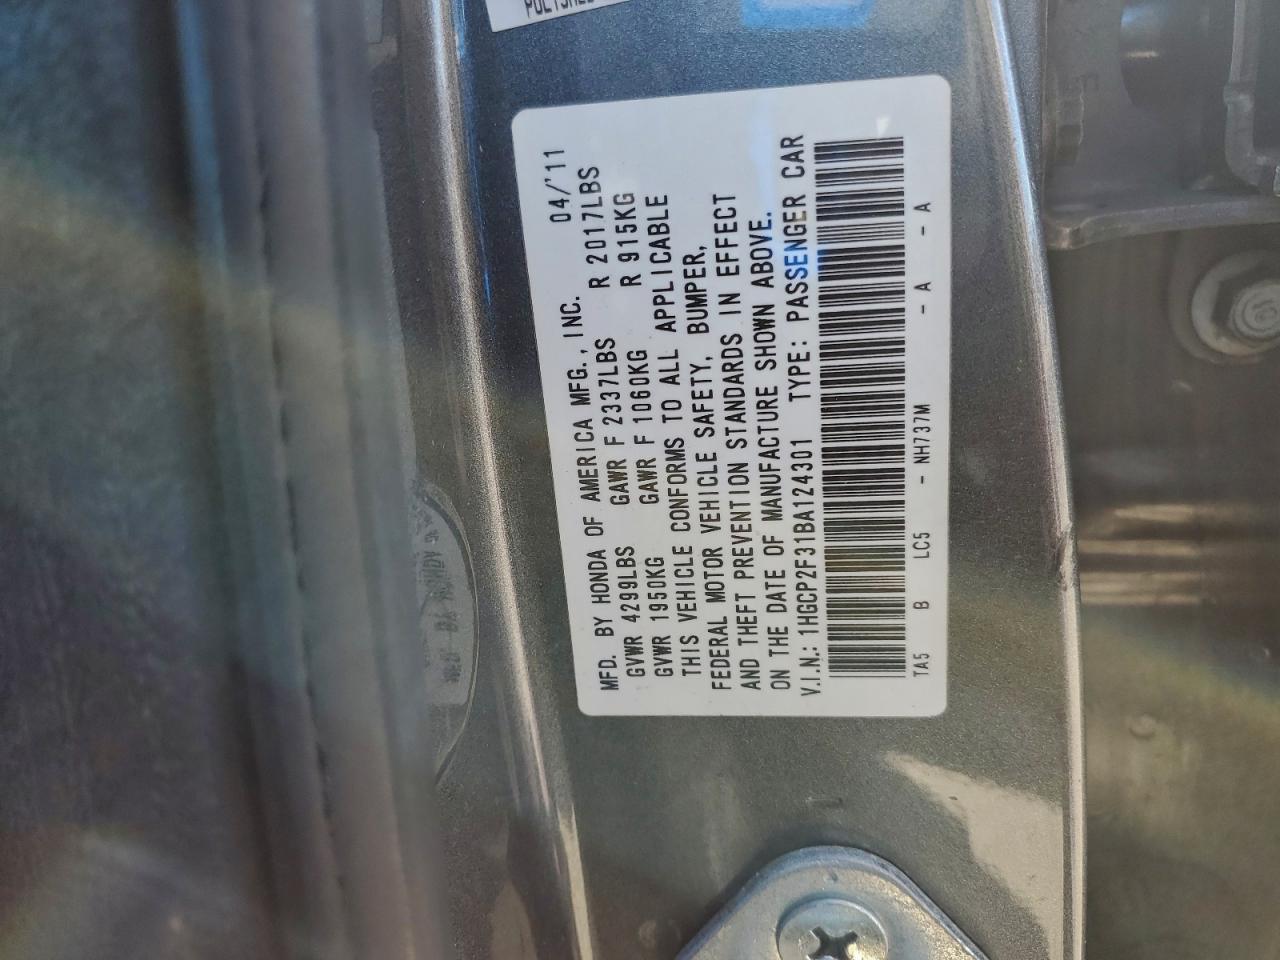 MFD. BY HONDA OF AMERICA MFG., INC. 04/'11
GVWR 4299LBS GAWR F 2337LBS R 2017LBS
GVWR 1950KG GAWR F 1060KG R 915KG
THIS VEHICLE CONFORMS TO ALL APPLICABLE
FEDERAL MOTOR VEHICLE SAFETY, BUMPER,
AND THEFT PREVENTION STANDARDS IN EFFECT
ON THE DATE OF MANUFACTURE SHOWN ABOVE.
V.I.N.: 1HGCP2F31BA124301 TYPE: PASSENGER CAR
TA5 B LC5 - NH737M - A - A